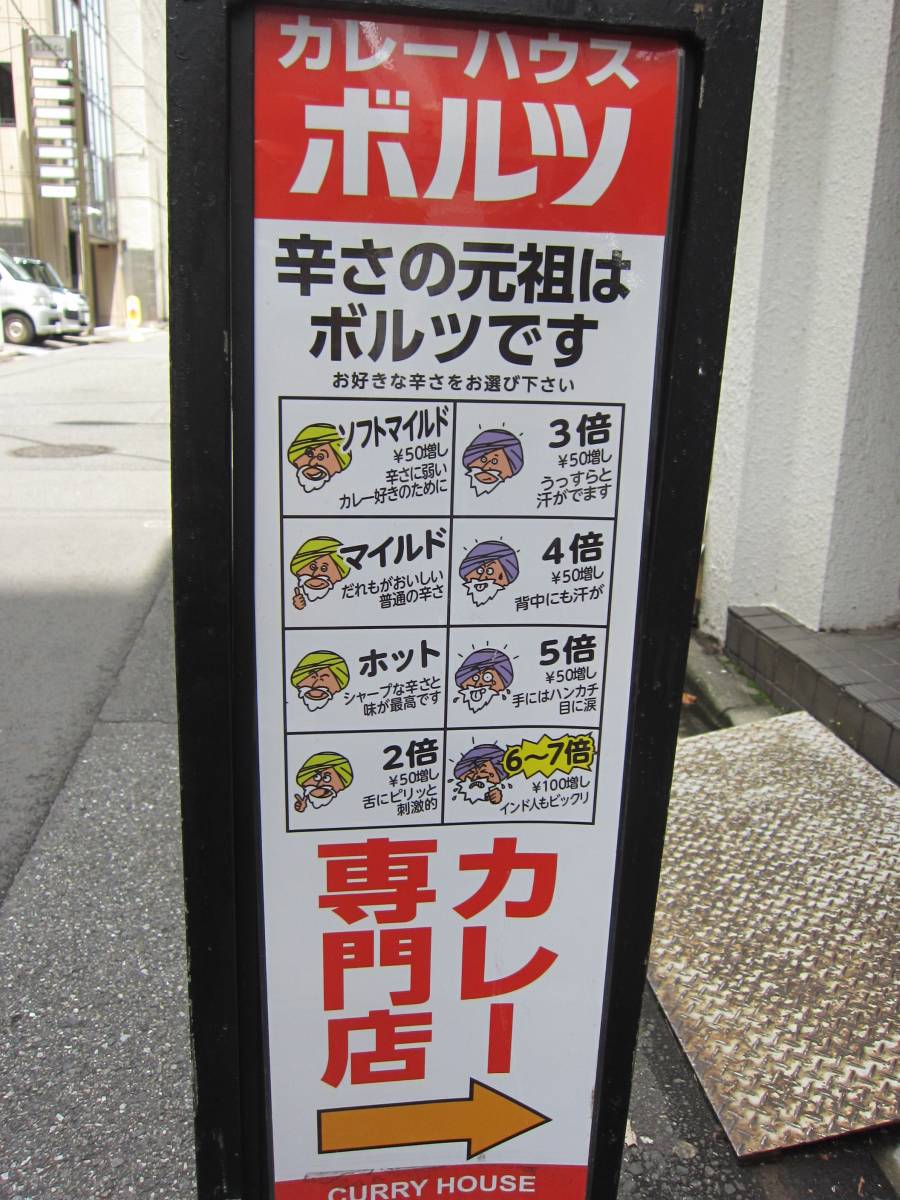 カレーハウス
ボルツ
辛さの元祖は
ボルツです
お好きな辛さをお選び下さい
ソフトマイルド
¥50増し
辛さに弱い
カレー好きのために
マイルド
だれもがおいしい
普通の辛さ
ホット
シャープな辛さと
味が最高です
2倍
¥50増し
舌にピリッと
刺激的
3倍
¥50増し
うっすらと
汗がでます
4倍
¥50増し
背中にも汗が
5倍
¥50増し
手にはハンカチ
目に涙
6〜7倍
¥100増し
インド人もビックリ
カレー
専門店
CURRY HOUSE